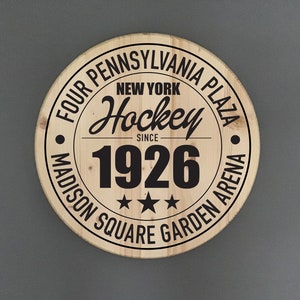 FOUR PENNSYLVANIA PLAZA
NEW YORK
Hockey
SINCE
1926
MADISON SQUARE GARDEN ARENA